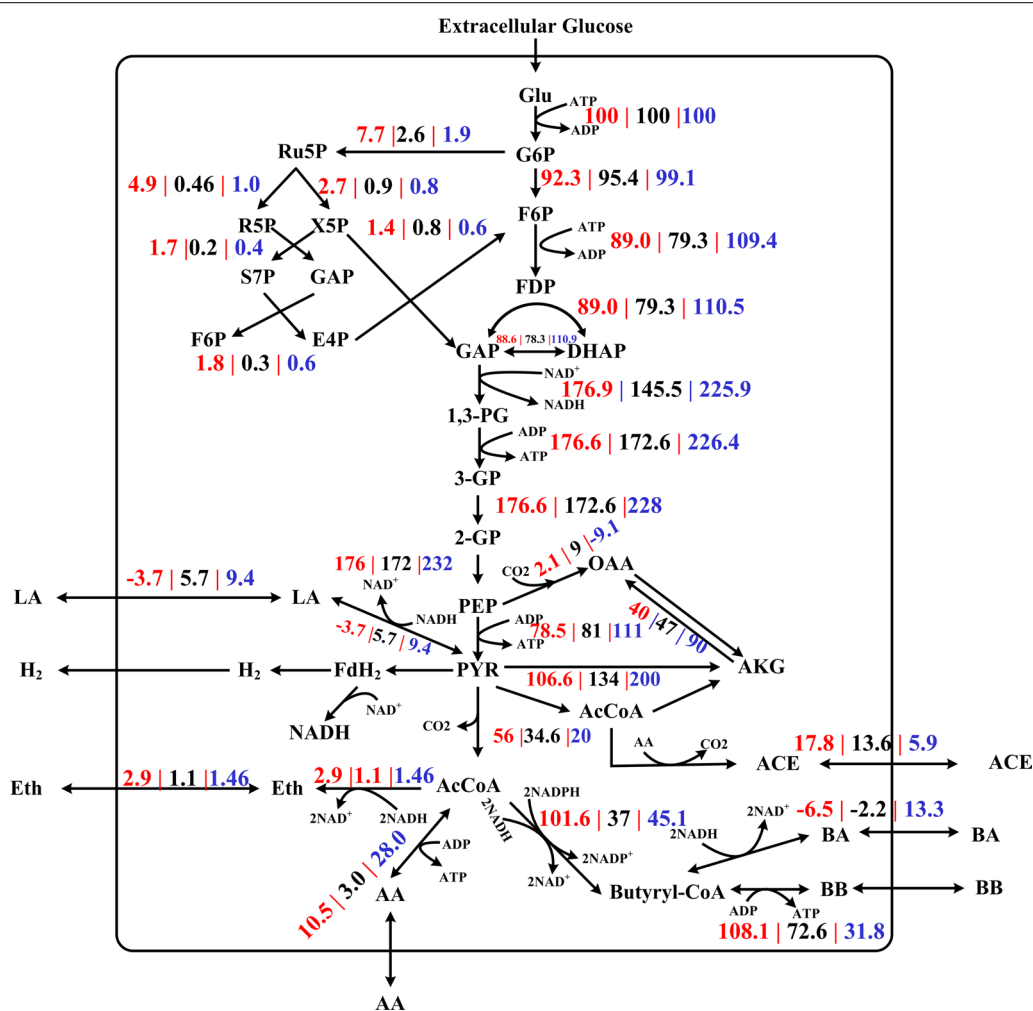 Extracellular Glucose
Glu
ATP
100 | 100 |100
ADP
7.7 |2.6 | 1.9
Ru5P
G6P
4.9 | 0.46 | 1.0
2.7 | 0.9 | 0.8
92.3 | 95.4 | 99.1
R5P
X5P
1.4 | 0.8 | 0.6
F6P
ATP
89.0 | 79.3 | 109.4
ADP
1.7 |0.2 | 0.4
S7P
GAP
FDP
89.0 | 79.3 | 110.5
F6P
E4P
GAP
88.6 | 78.3 |110.9
DHAP
1.8 | 0.3 | 0.6
NAD+
176.9 | 145.5 | 225.9
NADH
1,3-PG
ADP
176.6 | 172.6 | 226.4
ATP
3-GP
176.6 | 172.6 |228
2-GP
176 | 172 |232
2.1 | 9 |-9.1
CO2
OAA
-3.7 | 5.7 | 9.4
NAD+
LA
LA
PEP
NADH
ADP
78.5 | 81 |111
ATP
40 |47 | 90
-3.7 |5.7 | 9.4
H2
H2
FdH2
PYR
AKG
106.6 | 134 |200
NAD+
NADH
AcCoA
CO2
56 |34.6 |20
AA
CO2
17.8 | 13.6 | 5.9
ACE
ACE
Eth
2.9 | 1.1 |1.46
Eth
2.9 | 1.1 | 1.46
AcCoA
2NAD+
2NADH
2NADH
2NADPH
101.6 | 37 | 45.1
2NADP+
2NAD+
2NADH
2NAD+
-6.5 | -2.2 | 13.3
BA
BA
ADP
ATP
10.5 | 3.0 | 28.0
AA
Butyryl-CoA
BB
BB
ADP
ATP
108.1 | 72.6 | 31.8
AA